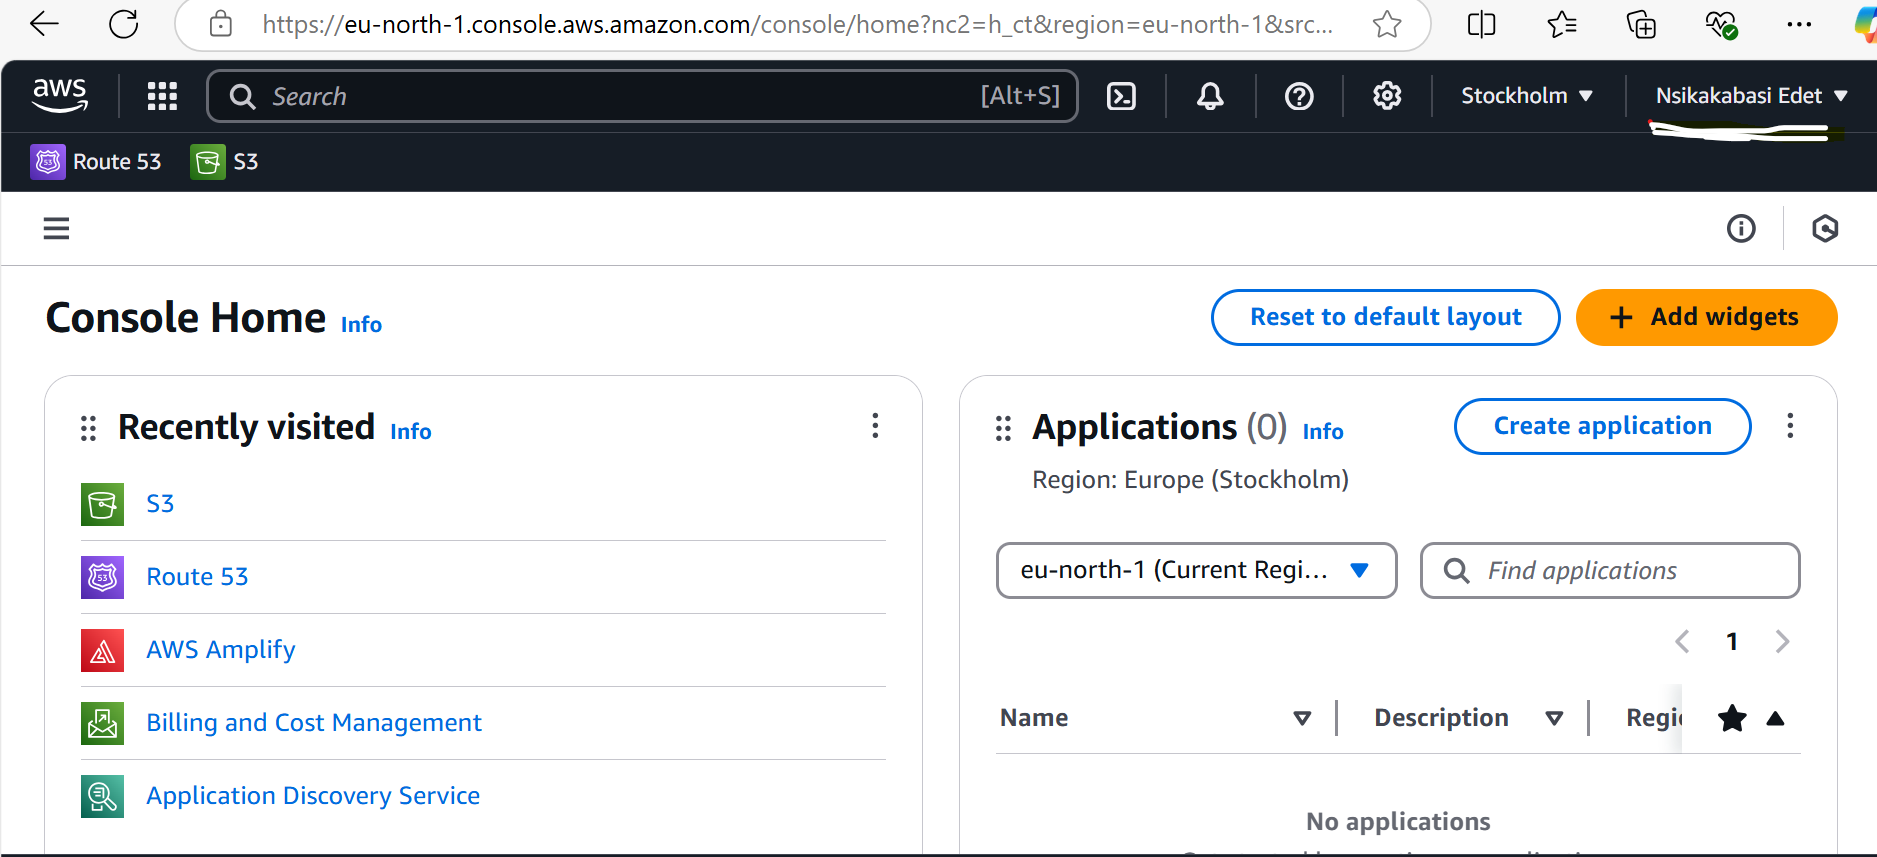 https://eu-north-1.console.aws.amazon.com/console/home?nc2=h_ct&region=eu-north-1&src...
aws
Search
[Alt+S]
Stockholm
Nsikakabasi Edet
Route 53
S3
Console Home Info
Reset to default layout
+ Add widgets
Recently visited Info
S3
Route 53
AWS Amplify
Billing and Cost Management
Application Discovery Service
Applications (0) Info
Create application
Region: Europe (Stockholm)
eu-north-1 (Current Regi...
Find applications
1
Name
Description
Regi
No applications